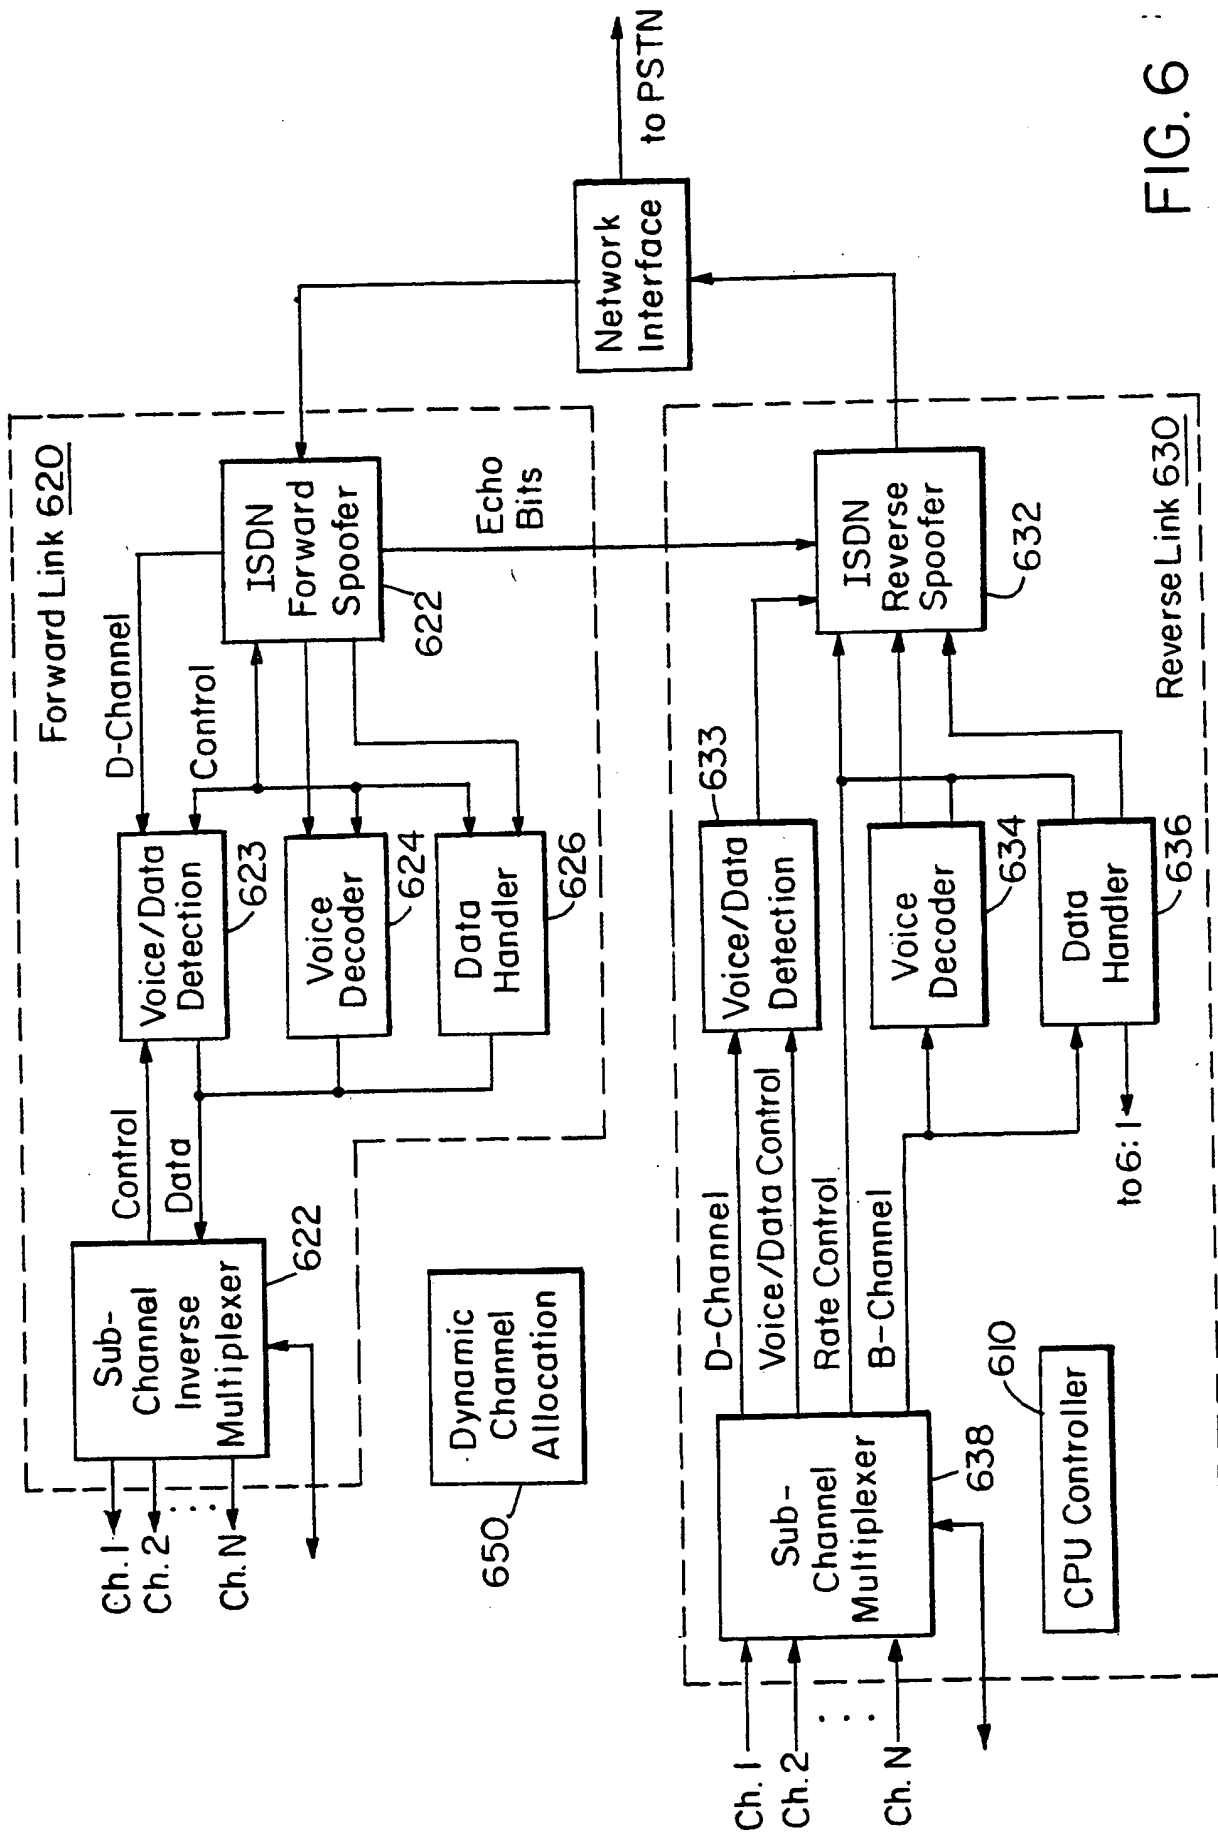 Forward Link 620
Ch. 1
Ch. 2
...
Ch. N
Sub-
Channel
Inverse
Multiplexer
622
Control
Data
Voice/Data
Detection
623
Voice
Decoder
624
Data
Handler
626
D-Channel
Control
ISDN
Forward
Spoofer
622
Echo
Bits
Network
Interface
to PSTN
Dynamic
Channel
Allocation
650
Ch. 1
Ch. 2
...
Ch. N
Sub-
Channel
Multiplexer
638
D-Channel
Voice/Data Control
Rate Control
B-Channel
Voice/Data
Detection
633
Voice
Decoder
634
Data
Handler
636
to 6:1
ISDN
Reverse
Spoofer
632
CPU Controller
610
Reverse Link 630
FIG. 6